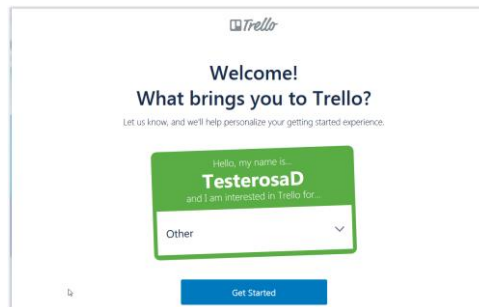 Trello
Welcome!
What brings you to Trello?
Let us know, and we'll help personalize your getting started experience.
Hello, my name is...
TesterosaD
and I am interested in Trello for...
Other
Get Started